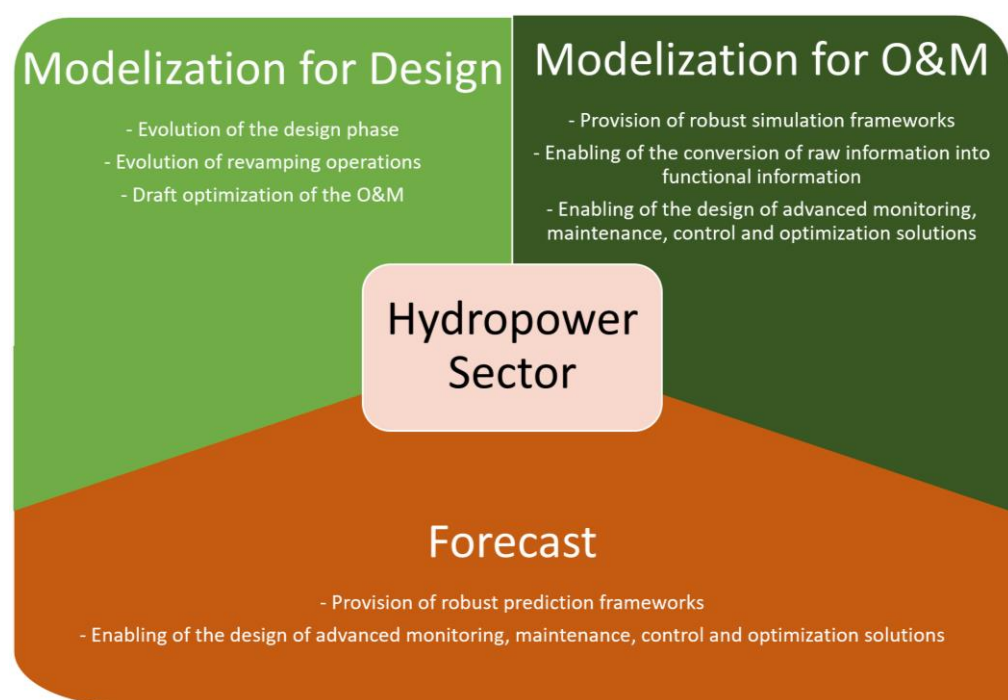 Modelization for Design
- Evolution of the design phase
- Evolution of revamping operations
- Draft optimization of the O&M
Modelization for O&M
- Provision of robust simulation frameworks
- Enabling of the conversion of raw information into
functional information
- Enabling of the design of advanced monitoring,
maintenance, control and optimization solutions
Hydropower
Sector
Forecast
- Provision of robust prediction frameworks
- Enabling of the design of advanced monitoring, maintenance, control and optimization solutions